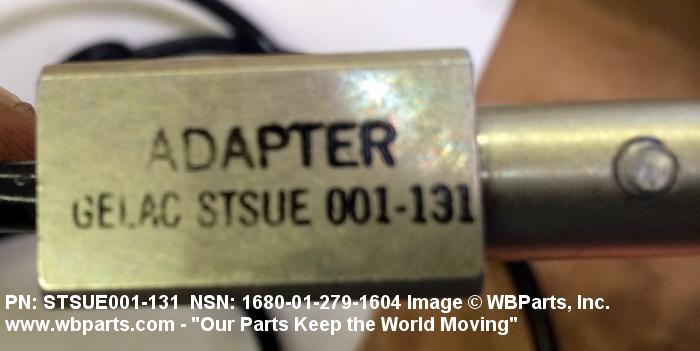 ADAPTER
GELAC STSUE 001-131
PN: STSUE001-131 NSN: 1680-01-279-1604 Image © WBParts, Inc.
www.wbparts.com - "Our Parts Keep the World Moving"